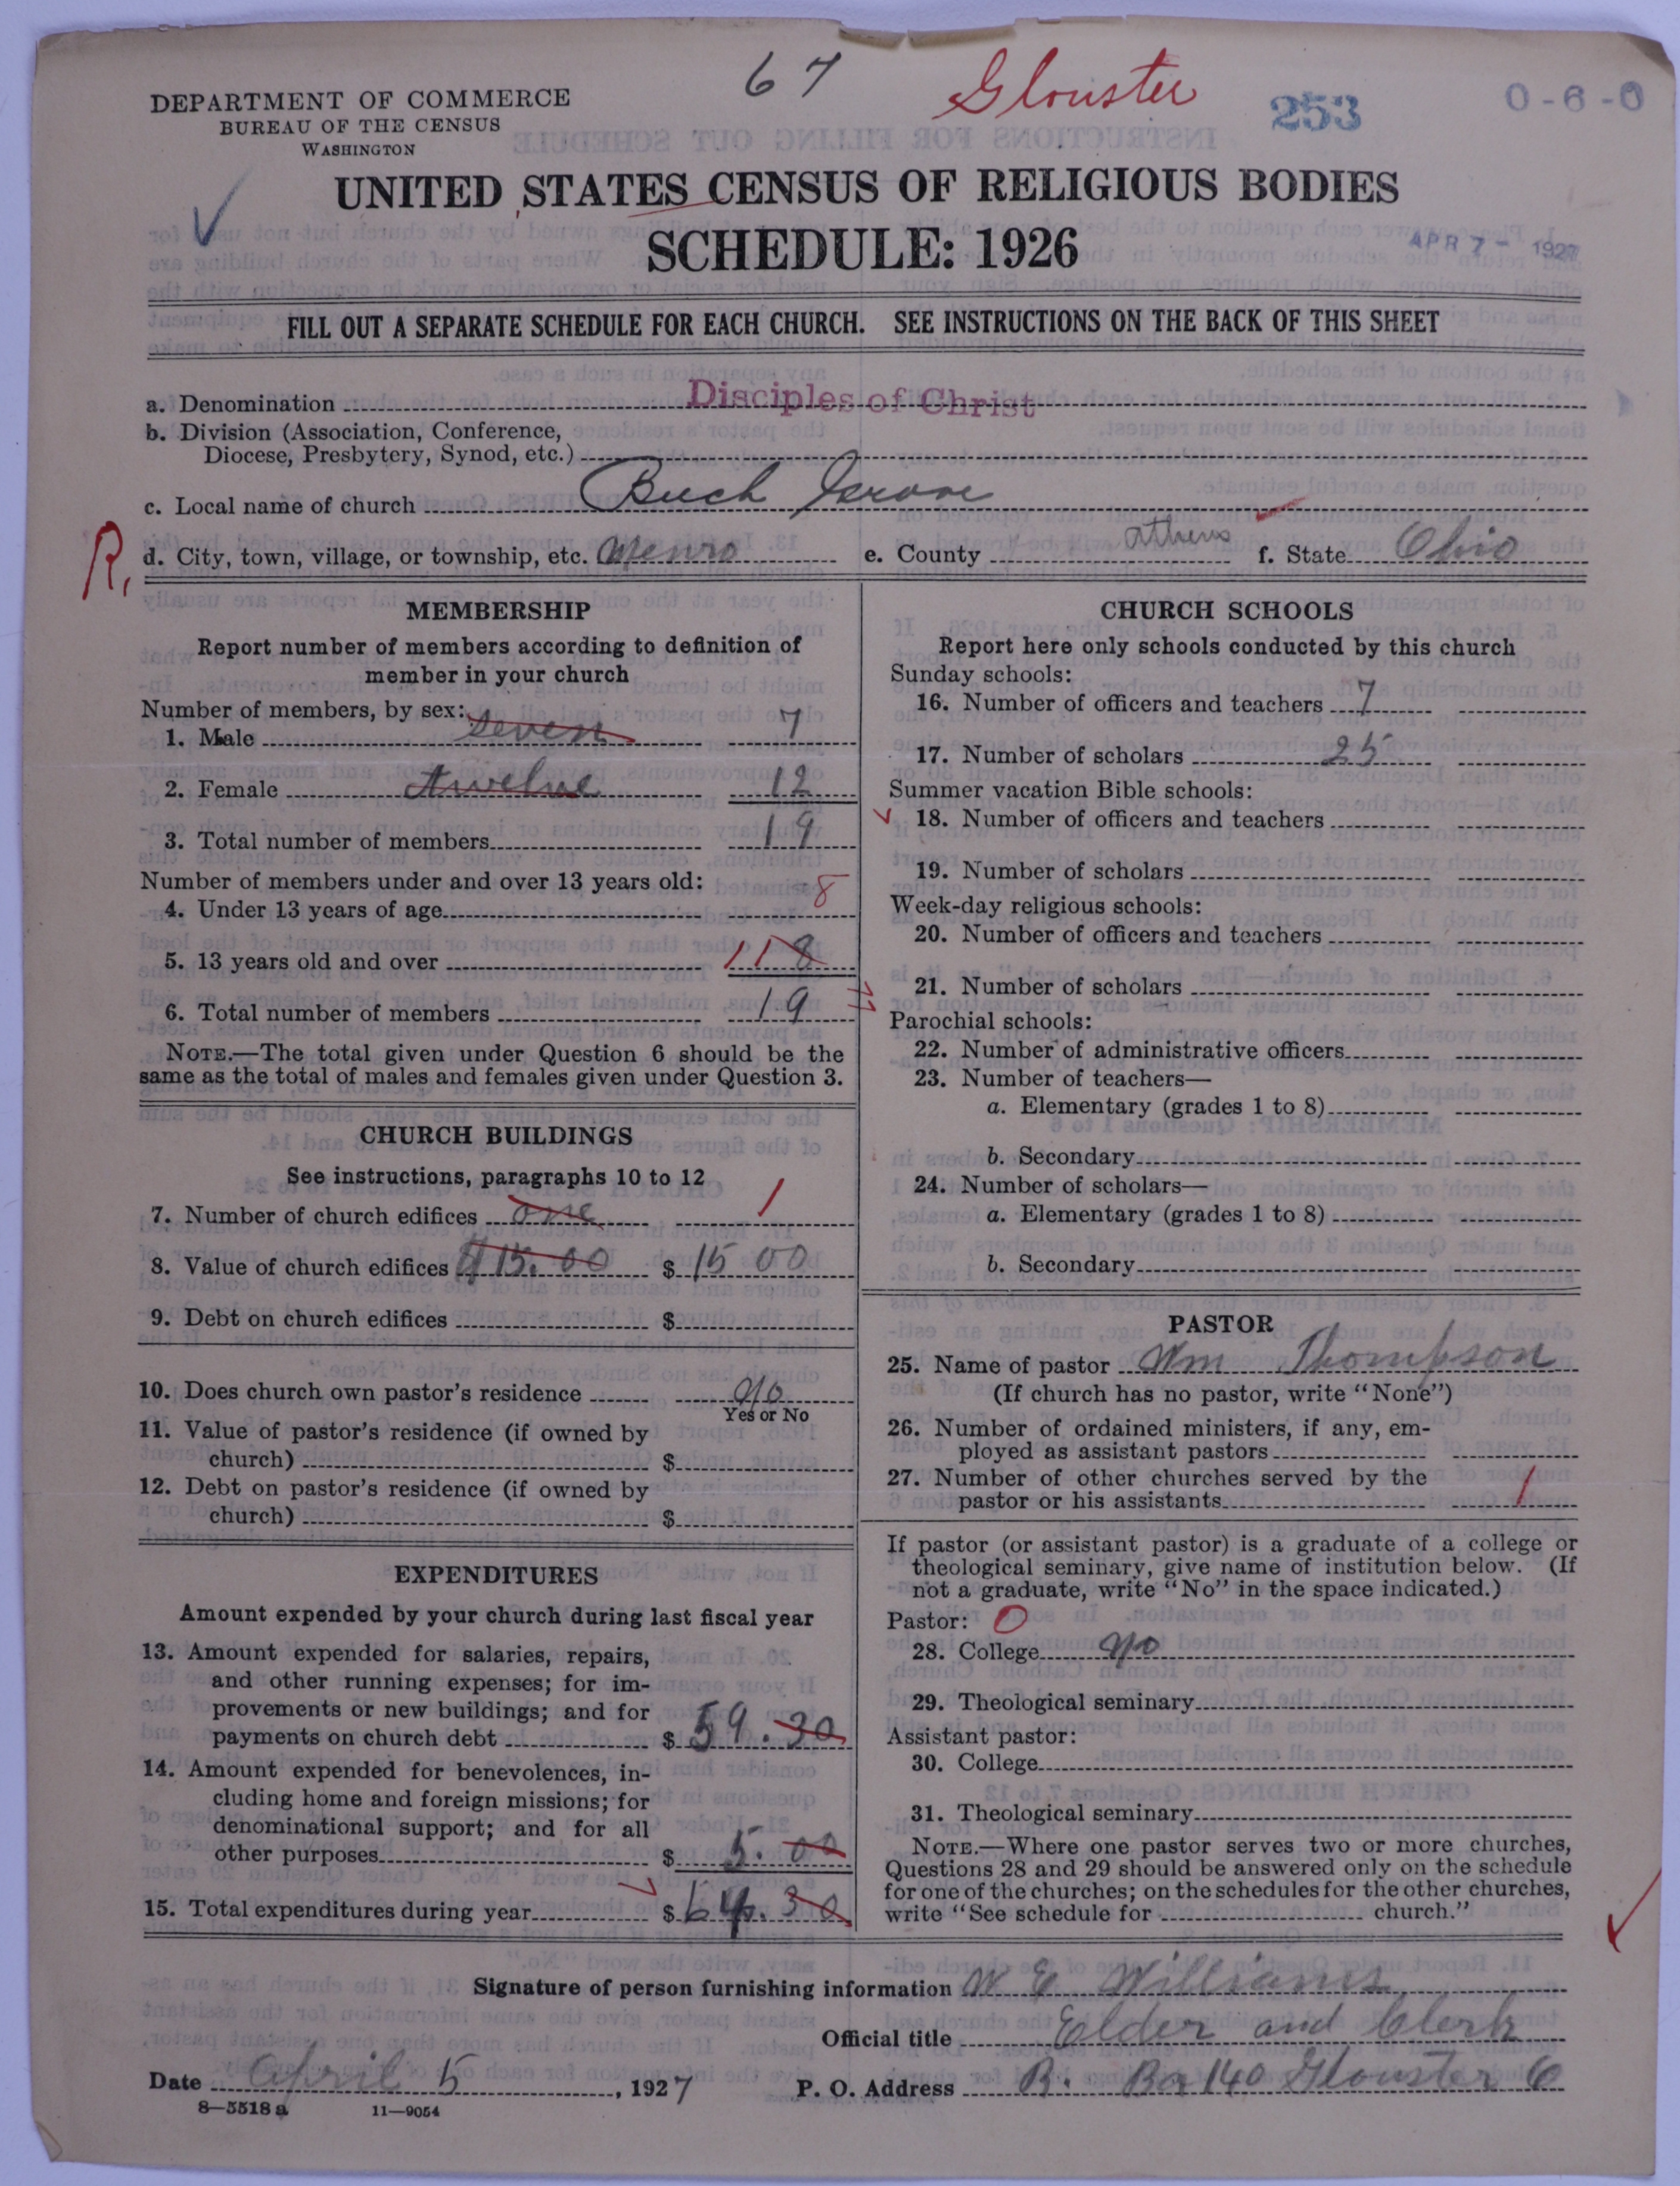 67 Glouster 253 0-6-0
DEPARTMENT OF COMMERCE
BUREAU OF THE CENSUS
WASHINGTON
UNITED STATES CENSUS OF RELIGIOUS BODIES
SCHEDULE: 1926
APR 7 - 1927
FILL OUT A SEPARATE SCHEDULE FOR EACH CHURCH. SEE INSTRUCTIONS ON THE BACK OF THIS SHEET
a. Denomination Disciples of Christ
b. Division (Association, Conference,
Diocese, Presbytery, Synod, etc.)
c. Local name of church Buch Grove
R. d. City, town, village, or township, etc. Menro e. County Athens f. State Ohio
MEMBERSHIP
Report number of members according to definition of
member in your church
Number of members, by sex:
1. Male seven 7
2. Female twelve 12
3. Total number of members 19
Number of members under and over 13 years old:
4. Under 13 years of age 8
5. 13 years old and over 11 8
6. Total number of members 19
NOTE.—The total given under Question 6 should be the
same as the total of males and females given under Question 3.
CHURCH BUILDINGS
See instructions, paragraphs 10 to 12
7. Number of church edifices one 1
8. Value of church edifices $15.00 $ 1500
9. Debt on church edifices $
10. Does church own pastor's residence No
Yes or No
11. Value of pastor's residence (if owned by
church) $
12. Debt on pastor's residence (if owned by
church) $
EXPENDITURES
Amount expended by your church during last fiscal year
13. Amount expended for salaries, repairs,
and other running expenses; for im-
provements or new buildings; and for
payments on church debt $ 59.30
14. Amount expended for benevolences, in-
cluding home and foreign missions; for
denominational support; and for all
other purposes $ 5.00
15. Total expenditures during year $ 64.30
CHURCH SCHOOLS
Report here only schools conducted by this church
Sunday schools:
16. Number of officers and teachers 7
17. Number of scholars 25
Summer vacation Bible schools:
18. Number of officers and teachers
19. Number of scholars
Week-day religious schools:
20. Number of officers and teachers
21. Number of scholars
Parochial schools:
22. Number of administrative officers
23. Number of teachers—
a. Elementary (grades 1 to 8)
b. Secondary
24. Number of scholars—
a. Elementary (grades 1 to 8)
b. Secondary
PASTOR
25. Name of pastor Wm Thompson
(If church has no pastor, write "None")
26. Number of ordained ministers, if any, em-
ployed as assistant pastors
27. Number of other churches served by the
pastor or his assistants 1
If pastor (or assistant pastor) is a graduate of a college or
theological seminary, give name of institution below. (If
not a graduate, write "No" in the space indicated.)
Pastor: 0
28. College No
29. Theological seminary
Assistant pastor:
30. College
31. Theological seminary
NOTE.—Where one pastor serves two or more churches,
Questions 28 and 29 should be answered only on the schedule
for one of the churches; on the schedules for the other churches,
write "See schedule for church."
Signature of person furnishing information W E Williams
Official title Elder and Clerk
Date April 5, 1927 P. O. Address R. Box 140 Glouster O
8—5518 a 11—9054